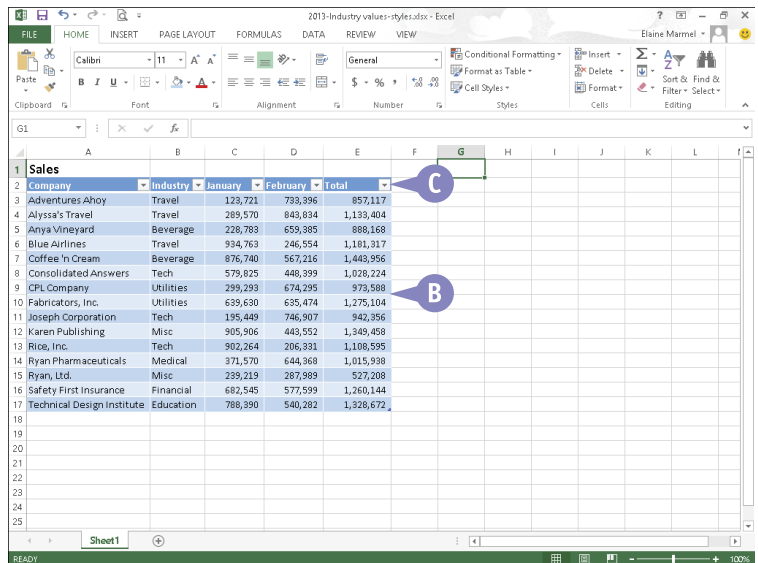 2013-Industry values-styles.xlsx - Excel
FILE HOME INSERT PAGE LAYOUT FORMULAS DATA REVIEW VIEW Elaine Marmel
Paste
Calibri 11
B I U
General
$ % ,
Conditional Formatting
Format as Table
Cell Styles
Insert
Delete
Format
Sort & Filter
Find & Select
Clipboard Font Alignment Number Styles Cells Editing
G1 fx
A B C D E F G H I J K L
1 Sales
2 Company Industry January February Total C
3 Adventures Ahoy Travel 123,721 733,396 857,117
4 Alyssa's Travel Travel 289,570 843,834 1,133,404
5 Anya Vineyard Beverage 228,783 659,385 888,168
6 Blue Airlines Travel 934,763 246,554 1,181,317
7 Coffee 'n Cream Beverage 876,740 567,216 1,443,956
8 Consolidated Answers Tech 579,825 448,399 1,028,224
9 CPL Company Utilities 299,293 674,295 973,588 B
10 Fabricators, Inc. Utilities 639,630 635,474 1,275,104
11 Joseph Corporation Tech 195,449 746,907 942,356
12 Karen Publishing Misc 905,906 443,552 1,349,458
13 Rice, Inc. Tech 902,264 206,331 1,108,595
14 Ryan Pharmaceuticals Medical 371,570 644,368 1,015,938
15 Ryan, Ltd. Misc 239,219 287,989 527,208
16 Safety First Insurance Financial 682,545 577,599 1,260,144
17 Technical Design Institute Education 788,390 540,282 1,328,672
18
19
20
21
22
23
24
25
Sheet1
READY 100%